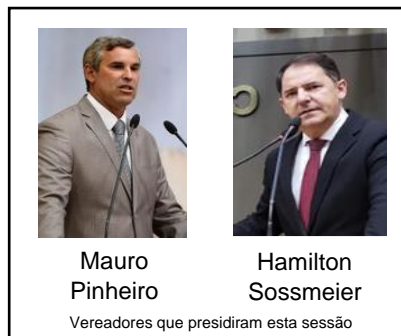 Mauro
Pinheiro
Hamilton
Sossmeier
Vereadores que presidiram esta sessão